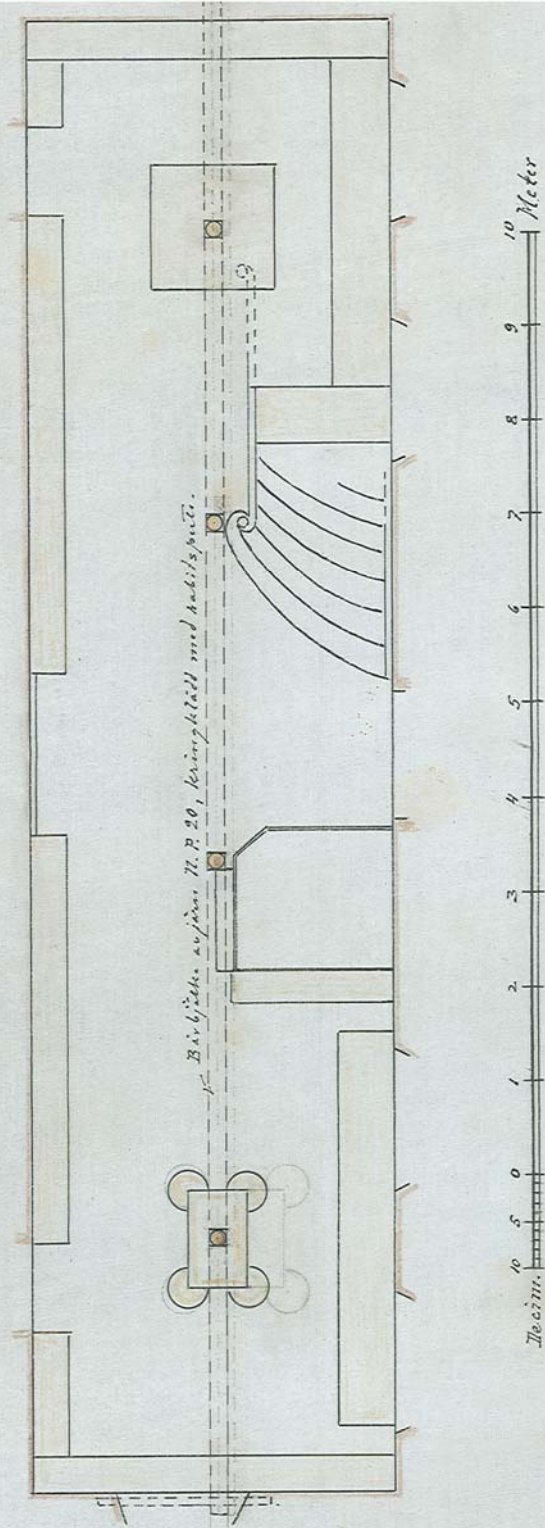 Bärbjälke av järn N.P. 20, kringklädd med rabitsputs.
Decim. 10 5 0 1 2 3 4 5 6 7 8 9 10 Meter